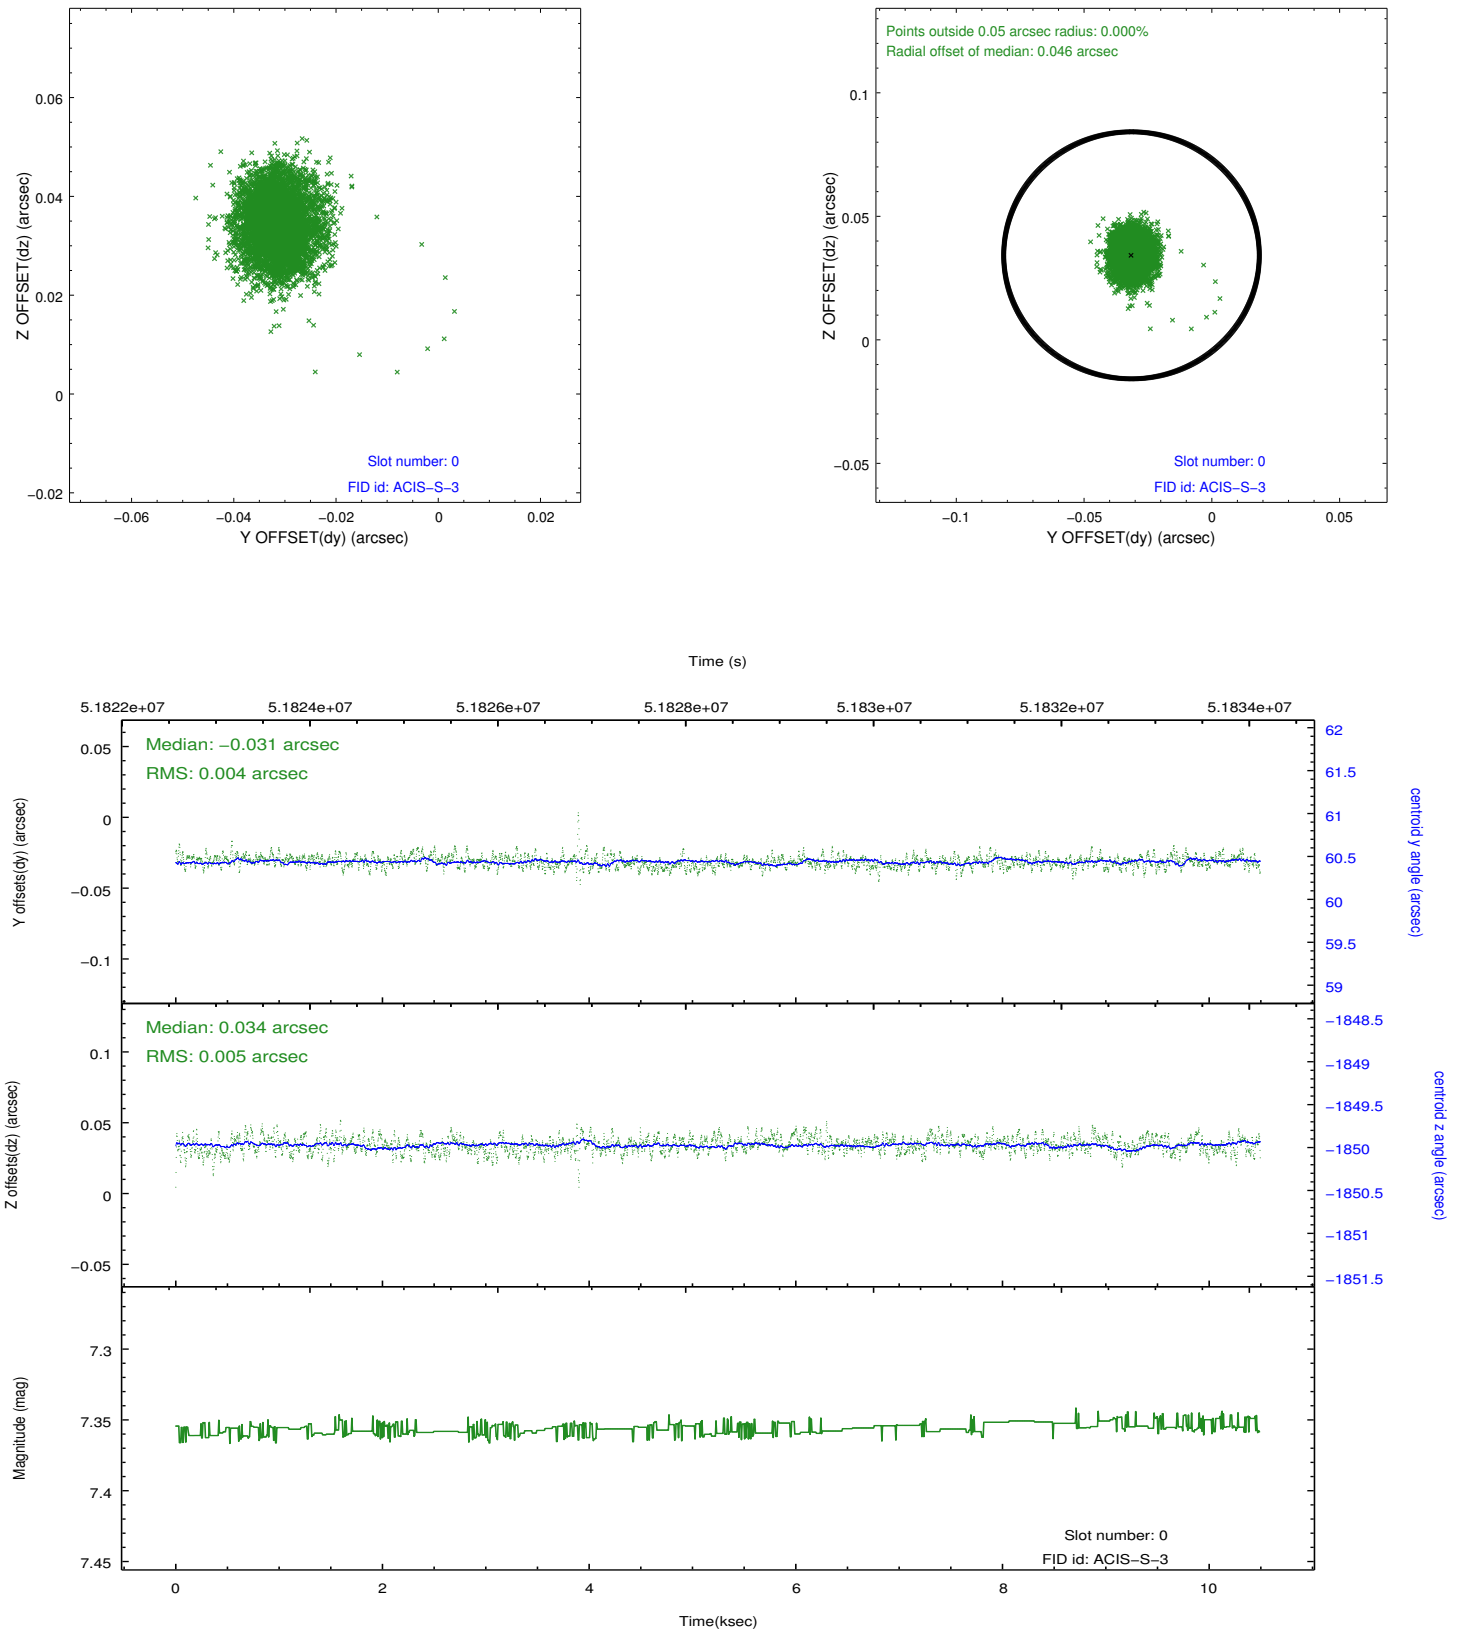 0.06
0.04
0.02
0
−0.02
−0.06
−0.04
−0.02
0
0.02
Z OFFSET(dz) (arcsec)
Y OFFSET(dy) (arcsec)
Slot number: 0
FID id: ACIS−S−3
Points outside 0.05 arcsec radius: 0.000%
Radial offset of median: 0.046 arcsec
0.1
0.05
0
−0.05
−0.1
−0.05
0
0.05
Z OFFSET(dz) (arcsec)
Y OFFSET(dy) (arcsec)
Slot number: 0
FID id: ACIS−S−3
Time (s)
5.18222e+07
5.18224e+07
5.18226e+07
5.18228e+07
5.183e+07
5.18232e+07
5.18234e+07
Median: −0.031 arcsec
RMS: 0.004 arcsec
0.05
0
−0.05
−0.1
Y offsets(dy) (arcsec)
62
61.5
61
60.5
60
59.5
59
centroid y angle (arcsec)
Median: 0.034 arcsec
RMS: 0.005 arcsec
0.1
0.05
0
−0.05
Z offsets(dz) (arcsec)
−1848.5
−1849
−1849.5
−1850
−1850.5
−1851
−1851.5
centroid z angle (arcsec)
7.3
7.35
7.4
7.45
Magnitude (mag)
Slot number: 0
FID id: ACIS−S−3
0
2
4
6
8
10
Time(ksec)